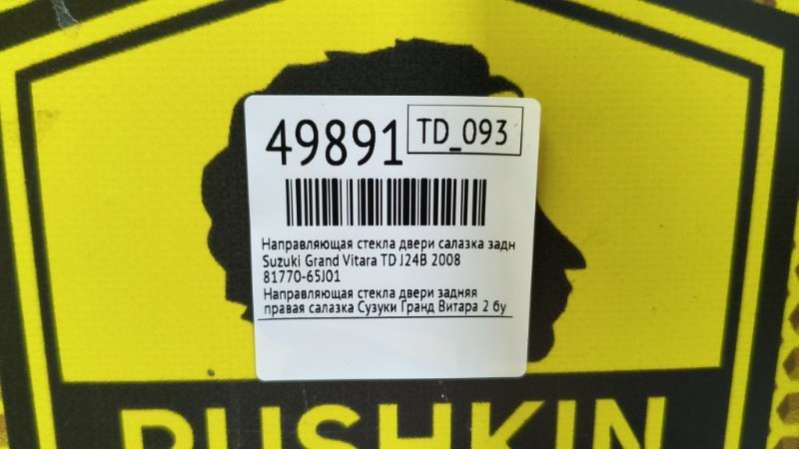 49891
TD_093
Направляющая стекла двери салазка задн
Suzuki Grand Vitara TD J24B 2008
81770-65J01
Направляющая стекла двери задняя
правая салазка Сузуки Гранд Витара 2 бу
PUSHKIN